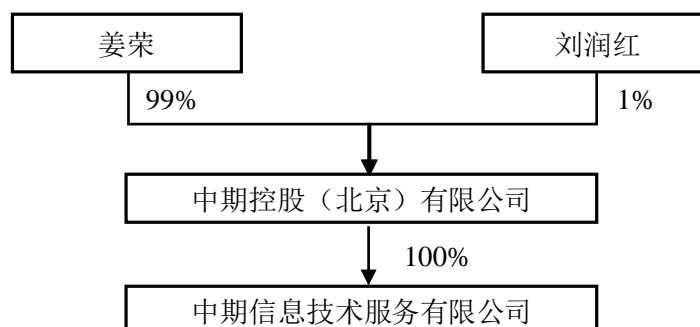 姜荣
刘润红
99%
1%
中期控股（北京）有限公司
100%
中期信息技术服务有限公司